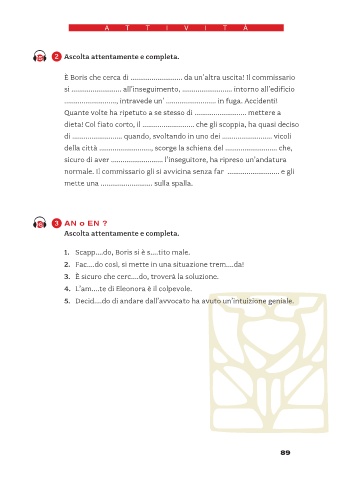 ATTIVITÀ
2 Ascolta attentamente e completa.
È Boris che cerca di .......................... da un'altra uscita! Il commissario
si ......................... all'inseguimento, ......................... intorno all'edificio
.........................., intravede un' ......................... in fuga. Accidenti!
Quante volte ha ripetuto a se stesso di .......................... mettere a
dieta! Col fiato corto, il .......................... che gli scoppia, ha quasi deciso
di ......................... quando, svoltando in uno dei ......................... vicoli
della città .........................., scorge la schiena del .......................... che,
sicuro di aver .......................... l'inseguitore, ha ripreso un'andatura
normale. Il commissario gli si avvicina senza far .......................... e gli
mette una .......................... sulla spalla.
3 AN o EN ?
Ascolta attentamente e completa.
1. Scapp....do, Boris si è s....tito male.
2. Fac....do così, si mette in una situazione trem....da!
3. È sicuro che cerc....do, troverà la soluzione.
4. L'am....te di Eleonora è il colpevole.
5. Decid....do di andare dall'avvocato ha avuto un'intuizione geniale.
89